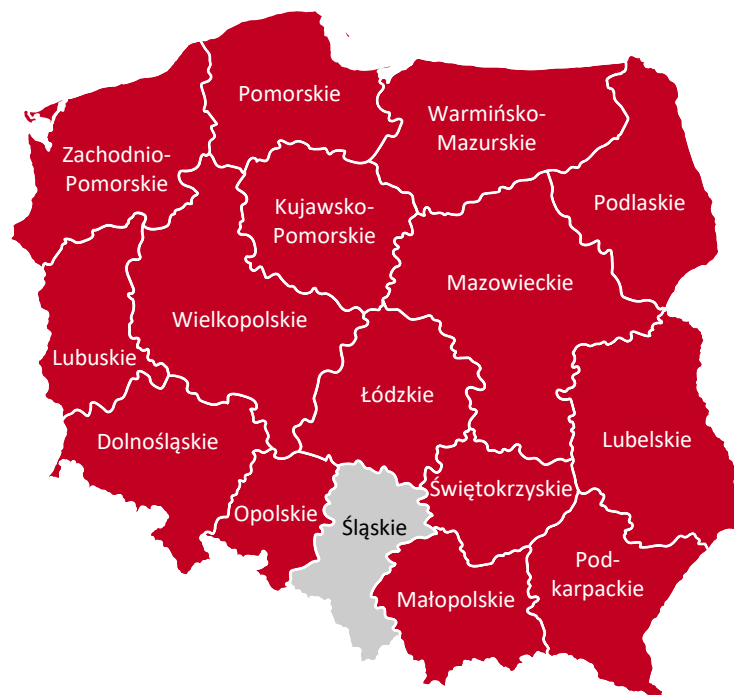 Pomorskie
Warmińsko-
Mazurskie
Zachodnio-
Pomorskie
Kujawsko-
Pomorskie
Podlaskie
Mazowieckie
Wielkopolskie
Lubuskie
Łódzkie
Dolnośląskie
Lubelskie
Świętokrzyskie
Opolskie
Śląskie
Pod-
karpackie
Małopolskie